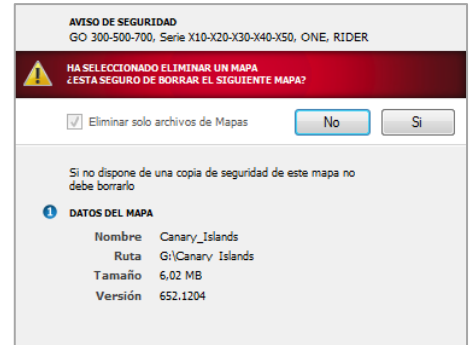 AVISO DE SEGURIDAD
GO 300-500-700, Serie X10-X20-X30-X40-X50, ONE, RIDER
HA SELECCIONADO ELIMINAR UN MAPA
¿ESTA SEGURO DE BORRAR EL SIGUIENTE MAPA?
Eliminar solo archivos de Mapas No Si
Si no dispone de una copia de seguridad de este mapa no
debe borrarlo
1 DATOS DEL MAPA
Nombre Canary_Islands
Ruta G:\Canary Islands
Tamaño 6,02 MB
Versión 652.1204